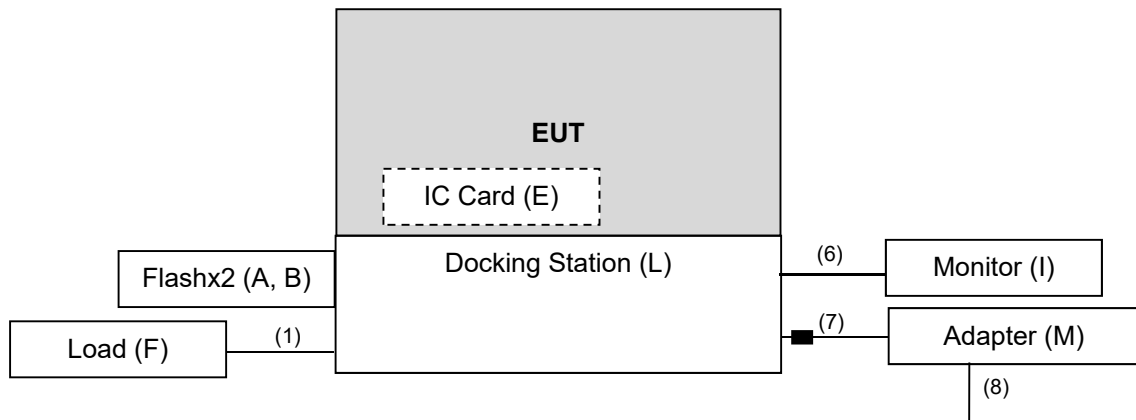 EUT
IC Card (E)
Docking Station (L)
(6)
Monitor (I)
Flashx2 (A, B)
(7)
Load (F)
(1)
Adapter (M)
(8)